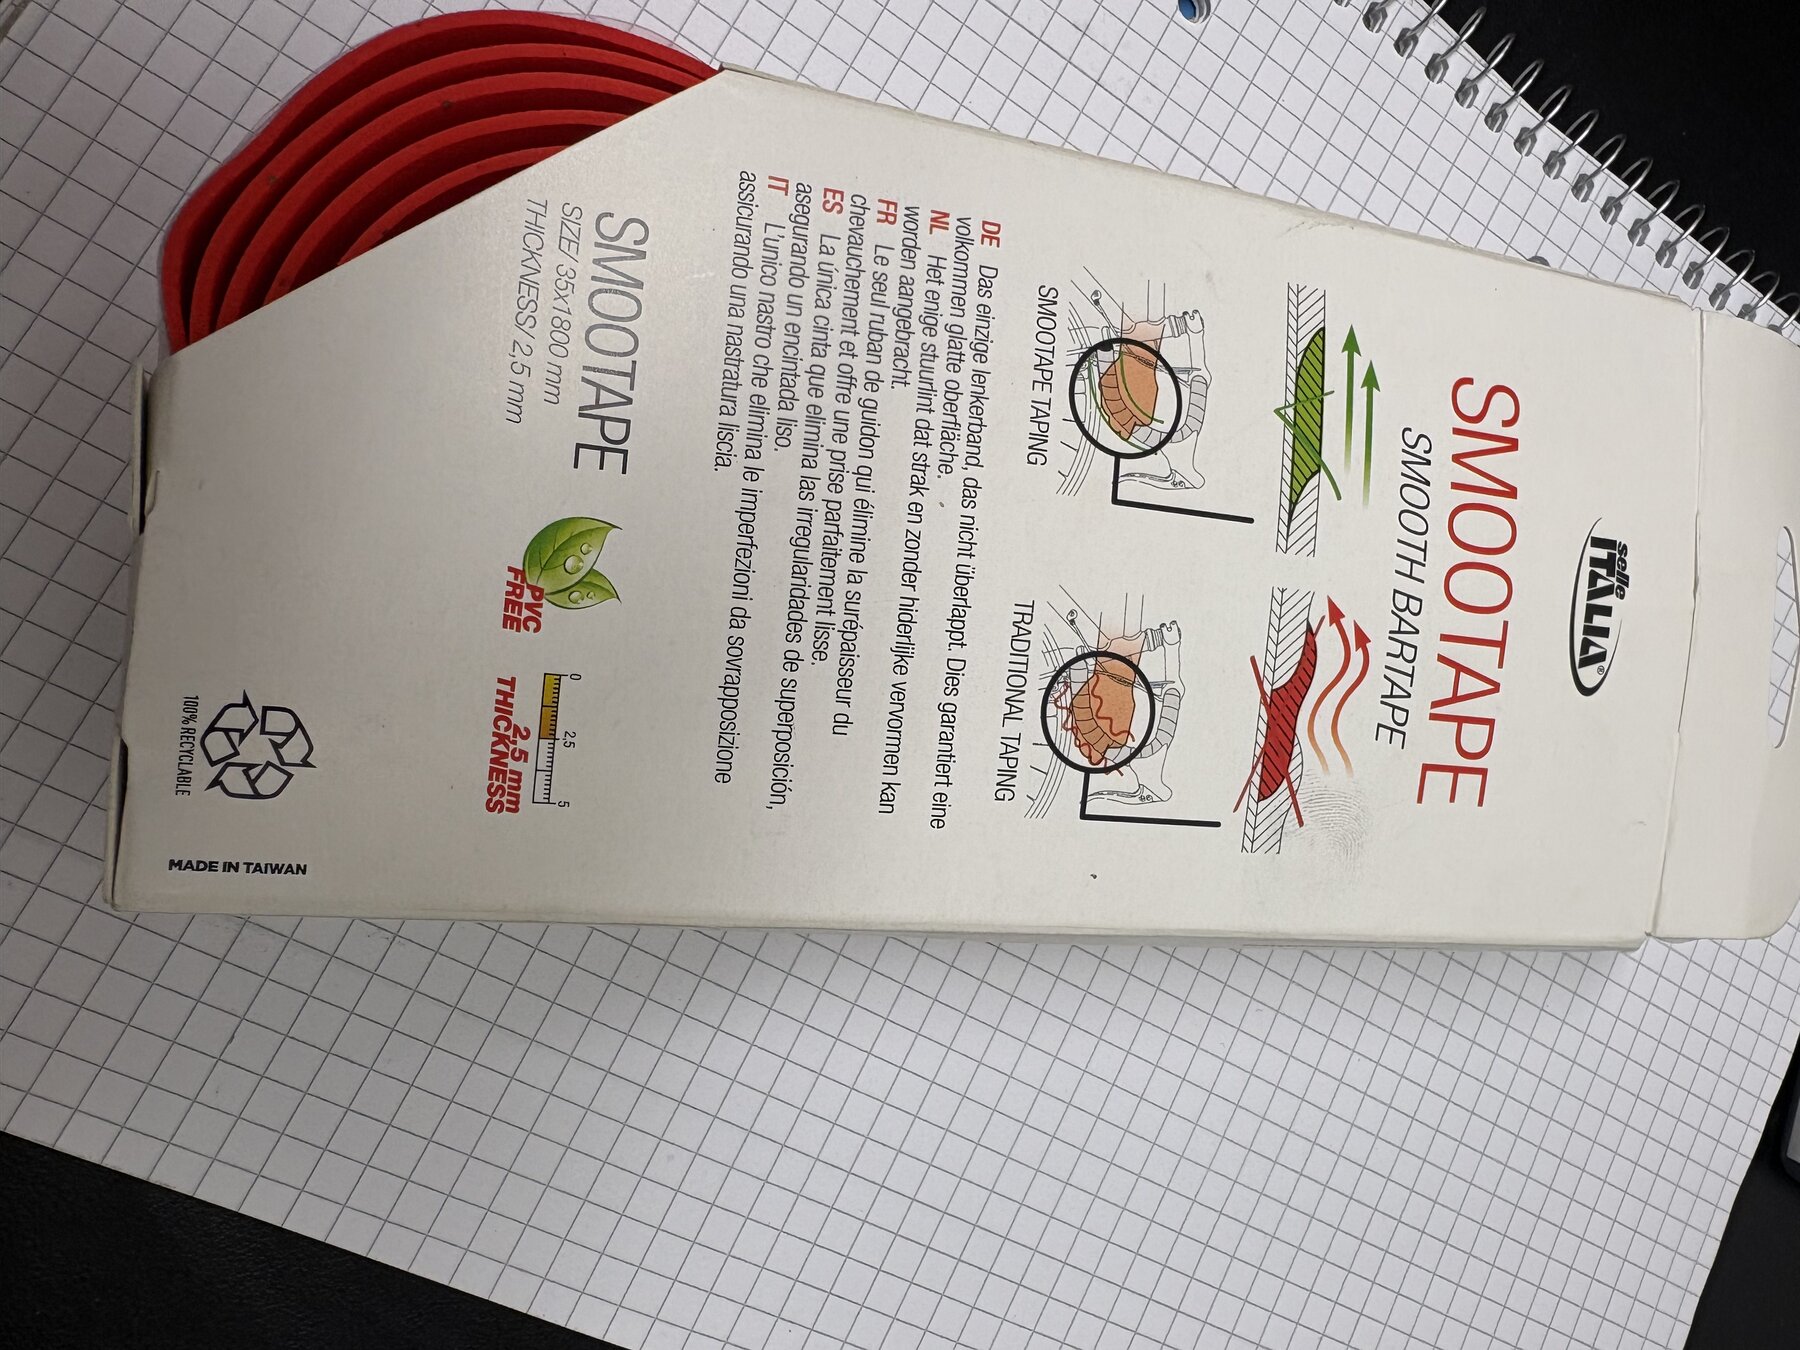 selle
ITALIA®
SMOOTAPE
SMOOTH BARTAPE
SMOOTAPE TAPING
TRADITIONAL TAPING
DE Das einzige lenkerband, das nicht überlappt. Dies garantiert eine
volkommen glatte oberfläche.
NL Het enige stuurlint dat strak en zonder hiderlijke vervormen kan
worden aangebracht.
FR Le seul ruban de guidon qui élimine la surépaisseur du
chevauchement et offre une prise parfaitement lisse.
ES La única cinta que elimina las irregularidades de superposición,
asegurando un encintada liso.
IT L'unico nastro che elimina le imperfezioni da sovrapposizione
assicurando una nastratura liscia.
SMOOTAPE
SIZE/ 35x1800 mm
THICKNESS/ 2,5 mm
PVC
FREE
0 2,5 5
2,5 mm
THICKNESS
100% RECYCLABLE
MADE IN TAIWAN